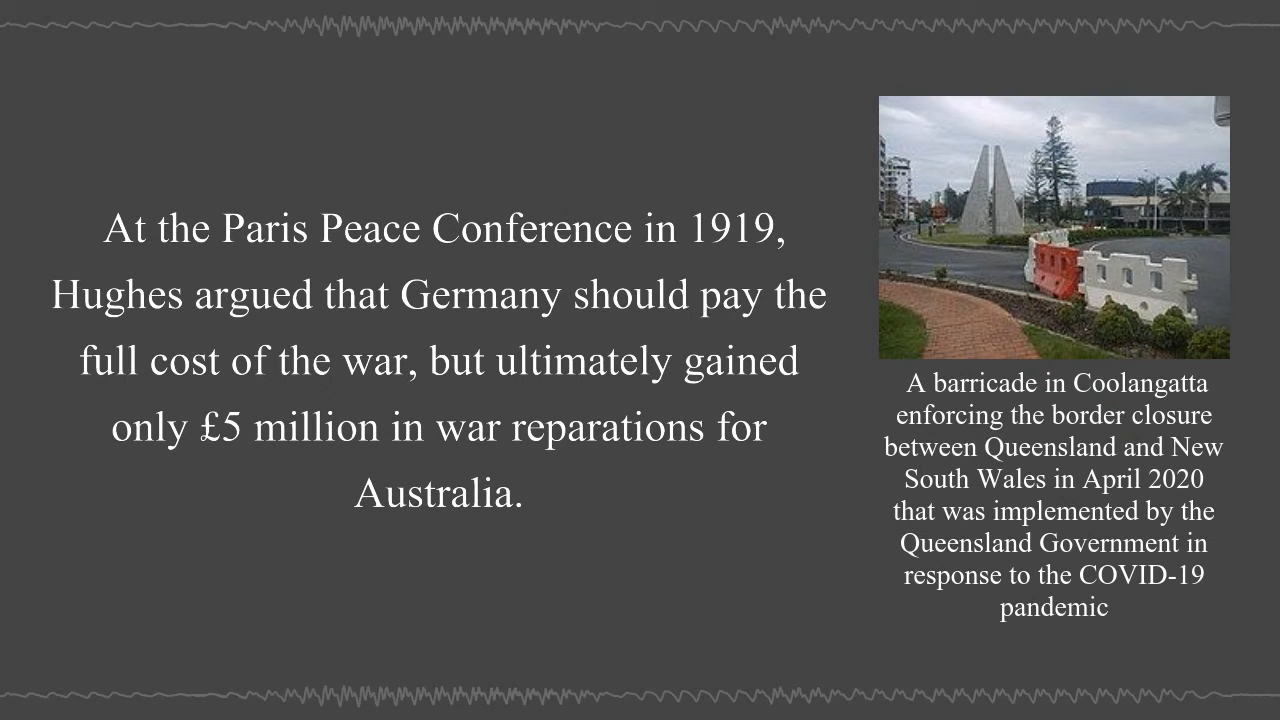 At the Paris Peace Conference in 1919,
Hughes argued that Germany should pay the
full cost of the war, but ultimately gained
only £5 million in war reparations for
Australia.
A barricade in Coolangatta
enforcing the border closure
between Queensland and New
South Wales in April 2020
that was implemented by the
Queensland Government in
response to the COVID-19
pandemic